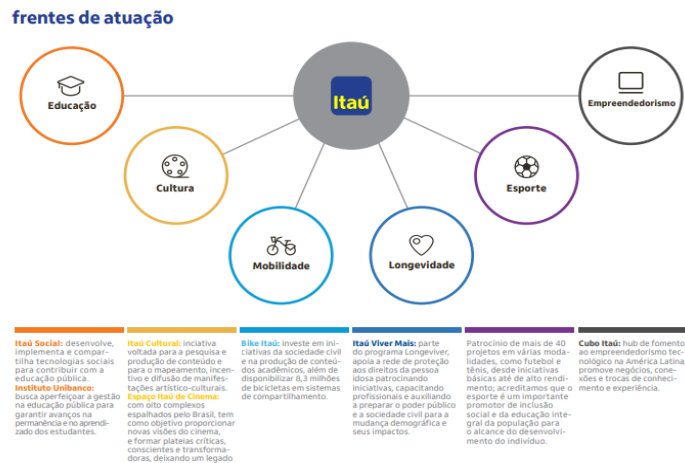 frentes de atuação
Itaú
Educação
Empreendedorismo
Cultura
Esporte
Mobilidade
Longevidade
Itaú Social: desenvolve,
implementa e compar-
tilha tecnologias sociais
para contribuir com a
educação pública.
Instituto Unibanco:
busca aperfeiçoar a gestão
na educação pública para
garantir avanços na
permanência e no aprendi-
zado dos estudantes.
Itaú Cultural: iniciativa
voltada para a pesquisa e
produção de conteúdo e
para o mapeamento, incen-
tivo e difusão de manifes-
tações artístico-culturais.
Espaço Itaú de Cinema:
com oito complexos
espalhados pelo Brasil, tem
como objetivo proporcionar
novas visões do cinema,
e formar plateias críticas,
conscientes e transforma-
doras, deixando um legado
Bike Itaú: investe em ini-
ciativas da sociedade civil
e na produção de conteú-
dos acadêmicos, além de
disponibilizar 8,3 milhões
de bicicletas em sistemas
de compartilhamento.
Itaú Viver Mais: parte
do programa Longeviver,
apoia a rede de proteção
aos direitos da pessoa
idosa patrocinando
iniciativas, capacitando
profissionais e auxiliando
a preparar o poder público
e a sociedade civil para a
mudança demográfica e
seus impactos.
Patrocínio de mais de 40
projetos em várias moda-
lidades, como futebol e
tênis, desde iniciativas
básicas até de alto rendi-
mento; acreditamos que o
esporte é um importante
promotor de inclusão
social e da educação inte-
gral da população para
o alcance do desenvolvi-
mento do indivíduo.
Cubo Itaú: hub de fomento
ao empreendedorismo tec-
nológico na América Latina,
promove negócios, cone-
xões e trocas de conheci-
mento e experiência.